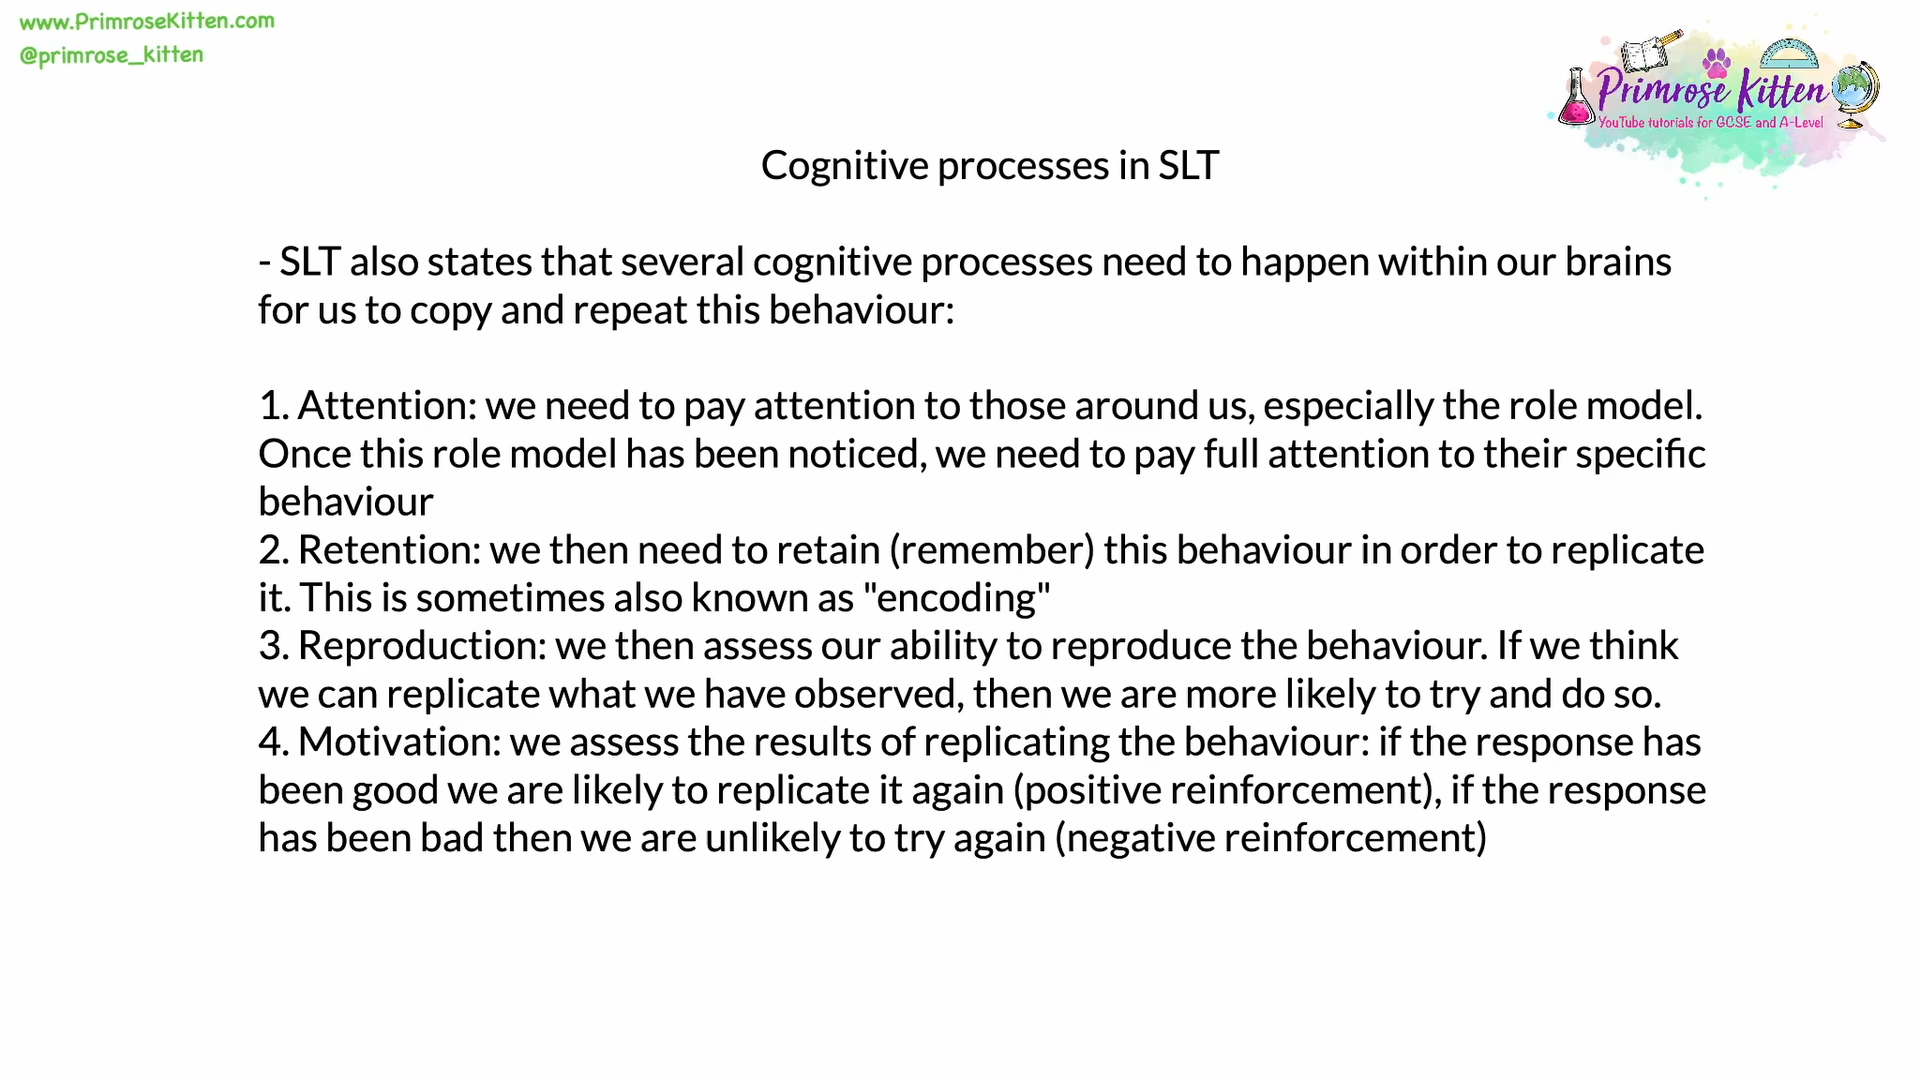 www.PrimroseKitten.com
@primrose_kitten
Primrose Kitten
YouTube tutorials for GCSE and A-Level
Cognitive processes in SLT
- SLT also states that several cognitive processes need to happen within our brains
for us to copy and repeat this behaviour:
1. Attention: we need to pay attention to those around us, especially the role model.
Once this role model has been noticed, we need to pay full attention to their specific
behaviour
2. Retention: we then need to retain (remember) this behaviour in order to replicate
it. This is sometimes also known as "encoding"
3. Reproduction: we then assess our ability to reproduce the behaviour. If we think
we can replicate what we have observed, then we are more likely to try and do so.
4. Motivation: we assess the results of replicating the behaviour: if the response has
been good we are likely to replicate it again (positive reinforcement), if the response
has been bad then we are unlikely to try again (negative reinforcement)